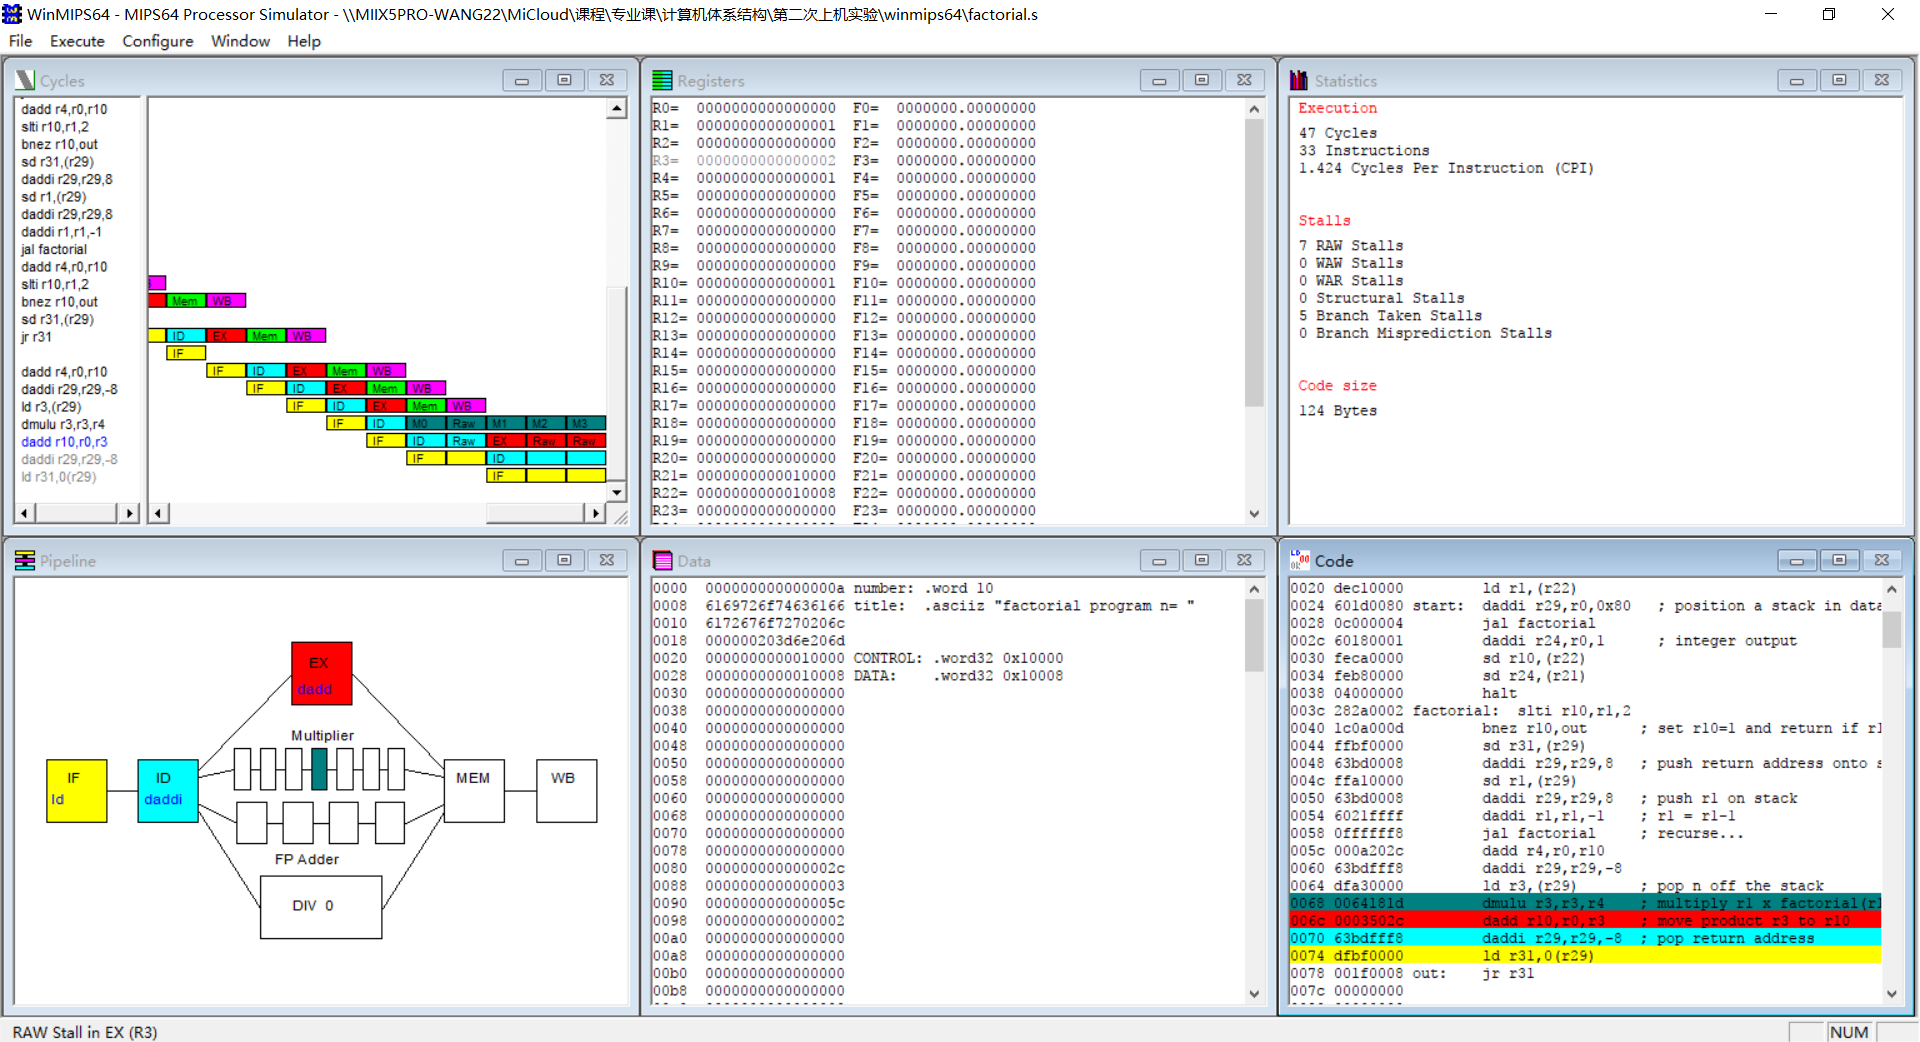 WinMIPS64 - MIPS64 Processor Simulator - \\MIIX5PRO-WANG22\MiCloud\课程\专业课\计算机体系结构\第二次上机实验\winmips64\factorial.s
File Execute Configure Window Help
Cycles
dadd r4,r0,r10
slti r10,r1,2
bnez r10,out
sd r31,(r29)
daddi r29,r29,8
sd r1,(r29)
daddi r29,r29,8
daddi r1,r1,-1
jal factorial
dadd r4,r0,r10
slti r10,r1,2
bnez r10,out
Mem WB
sd r31,(r29)
jr r31
ID EX Mem WB
IF
dadd r4,r0,r10
IF ID EX Mem WB
daddi r29,r29,-8
IF ID EX Mem WB
ld r3,(r29)
IF ID EX Mem WB
dmulu r3,r3,r4
IF ID M0 Raw M1 M2 M3
dadd r10,r0,r3
IF ID Raw EX Raw Raw
daddi r29,r29,-8
IF ID
ld r31,0(r29)
IF
Registers
R0= 0000000000000000 F0= 0000000.00000000
R1= 0000000000000001 F1= 0000000.00000000
R2= 0000000000000000 F2= 0000000.00000000
R3= 0000000000000002 F3= 0000000.00000000
R4= 0000000000000001 F4= 0000000.00000000
R5= 0000000000000000 F5= 0000000.00000000
R6= 0000000000000000 F6= 0000000.00000000
R7= 0000000000000000 F7= 0000000.00000000
R8= 0000000000000000 F8= 0000000.00000000
R9= 0000000000000000 F9= 0000000.00000000
R10= 0000000000000001 F10= 0000000.00000000
R11= 0000000000000000 F11= 0000000.00000000
R12= 0000000000000000 F12= 0000000.00000000
R13= 0000000000000000 F13= 0000000.00000000
R14= 0000000000000000 F14= 0000000.00000000
R15= 0000000000000000 F15= 0000000.00000000
R16= 0000000000000000 F16= 0000000.00000000
R17= 0000000000000000 F17= 0000000.00000000
R18= 0000000000000000 F18= 0000000.00000000
R19= 0000000000000000 F19= 0000000.00000000
R20= 0000000000000000 F20= 0000000.00000000
R21= 0000000000010000 F21= 0000000.00000000
R22= 0000000000010008 F22= 0000000.00000000
R23= 0000000000000000 F23= 0000000.00000000
Statistics
Execution
47 Cycles
33 Instructions
1.424 Cycles Per Instruction (CPI)
Stalls
7 RAW Stalls
0 WAW Stalls
0 WAR Stalls
0 Structural Stalls
5 Branch Taken Stalls
0 Branch Misprediction Stalls
Code size
124 Bytes
Pipeline
EX
dadd
Multiplier
IF
ld
ID
daddi
MEM
WB
FP Adder
DIV 0
Data
0000 000000000000000a number: .word 10
0008 6169726f74636166 title: .asciiz "factorial program n= "
0010 6172676f7270206c
0018 000000203d6e206d
0020 0000000000010000 CONTROL: .word32 0x10000
0028 0000000000010008 DATA: .word32 0x10008
0030 0000000000000000
0038 0000000000000000
0040 0000000000000000
0048 0000000000000000
0050 0000000000000000
0058 0000000000000000
0060 0000000000000000
0068 0000000000000000
0070 0000000000000000
0078 0000000000000000
0080 000000000000002c
0088 0000000000000003
0090 000000000000005c
0098 0000000000000002
00a0 0000000000000000
00a8 0000000000000000
00b0 0000000000000000
00b8 0000000000000000
Code
0020 dec10000 ld r1,(r22)
0024 601d0080 start: daddi r29,r0,0x80 ; position a stack in data
0028 0c000004 jal factorial
002c 60180001 daddi r24,r0,1 ; integer output
0030 feca0000 sd r10,(r22)
0034 feb80000 sd r24,(r21)
0038 04000000 halt
003c 282a0002 factorial: slti r10,r1,2
0040 1c0a000d bnez r10,out ; set r10=1 and return if r1
0044 ffbf0000 sd r31,(r29)
0048 63bd0008 daddi r29,r29,8 ; push return address onto s
004c ffa10000 sd r1,(r29)
0050 63bd0008 daddi r29,r29,8 ; push r1 on stack
0054 6021ffff daddi r1,r1,-1 ; r1 = r1-1
0058 0ffffff8 jal factorial ; recurse...
005c 000a202c dadd r4,r0,r10
0060 63bdfff8 daddi r29,r29,-8
0064 dfa30000 ld r3,(r29) ; pop n off the stack
0068 0064181d dmulu r3,r3,r4 ; multiply r1 x factorial(r1
006c 0003502c dadd r10,r0,r3 ; move product r3 to r10
0070 63bdfff8 daddi r29,r29,-8 ; pop return address
0074 dfbf0000 ld r31,0(r29)
0078 001f0008 out: jr r31
007c 00000000
RAW Stall in EX (R3)
NUM